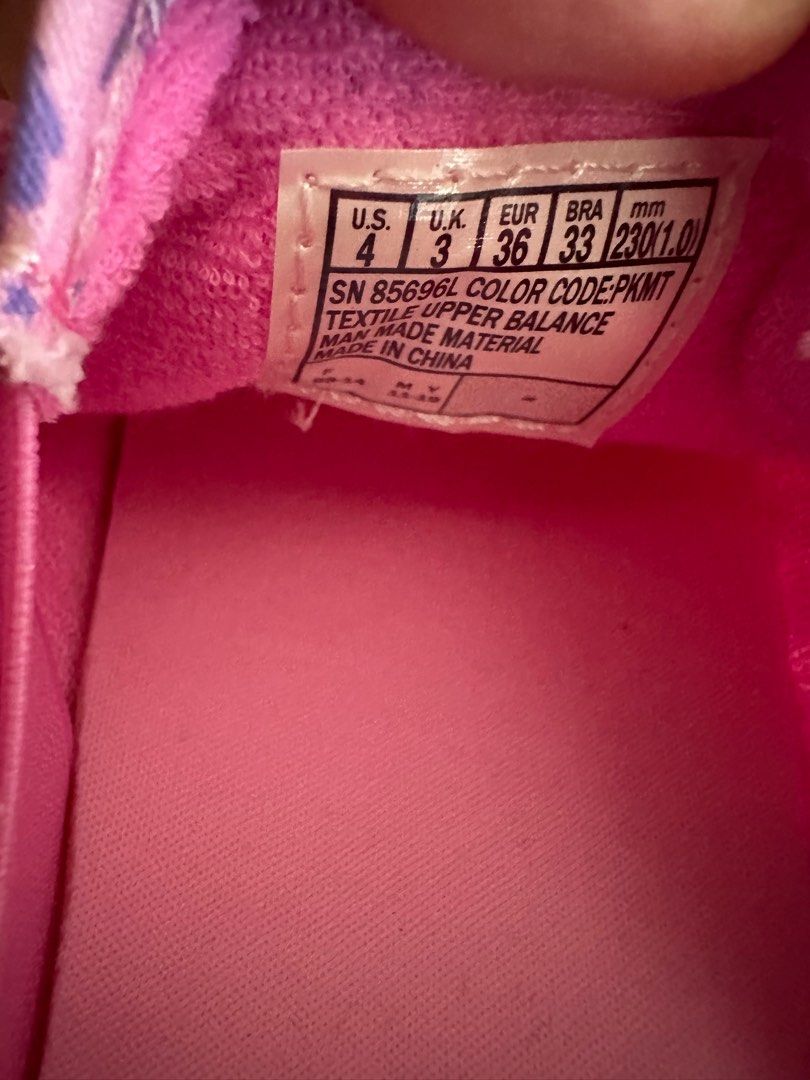 U.S. U.K. EUR BRA mm
4 3 36 33 230(1.0)
SN 85696L COLOR CODE:PKMT
TEXTILE UPPER BALANCE
MAN MADE MATERIAL
MADE IN CHINA